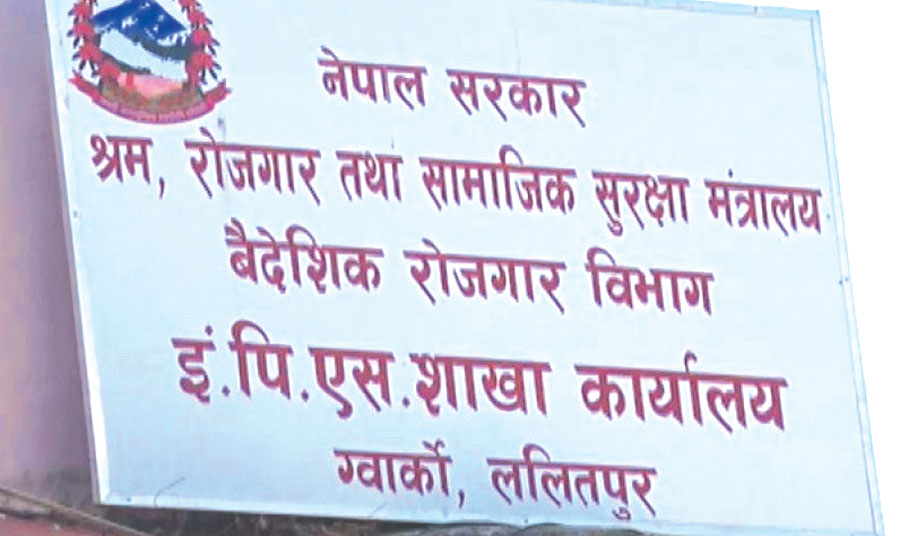 नेपाल सरकार
श्रम, रोजगार तथा सामाजिक सुरक्षा मंत्रालय
बैदेशिक रोजगार विभाग
इं.पि.एस.शाखा कार्यालय
ग्वार्को, ललितपुर